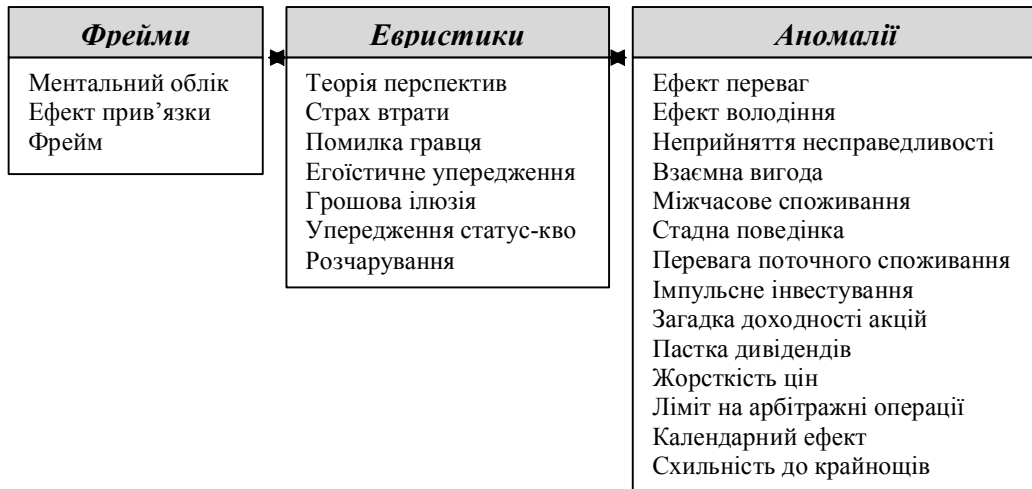 Фрейми
Ментальний облік
Ефект прив’язки
Фрейм
Евристики
Теорія перспектив
Страх втрати
Помилка гравця
Егоїстичне упередження
Грошова ілюзія
Упередження статус-кво
Розчарування
Аномалії
Ефект переваг
Ефект володіння
Неприйняття несправедливості
Взаємна вигода
Міжчасове споживання
Стадна поведінка
Перевага поточного споживання
Імпульсне інвестування
Загадка доходності акцій
Пастка дивідендів
Жорсткість цін
Ліміт на арбітражні операції
Календарний ефект
Схильність до крайнощів